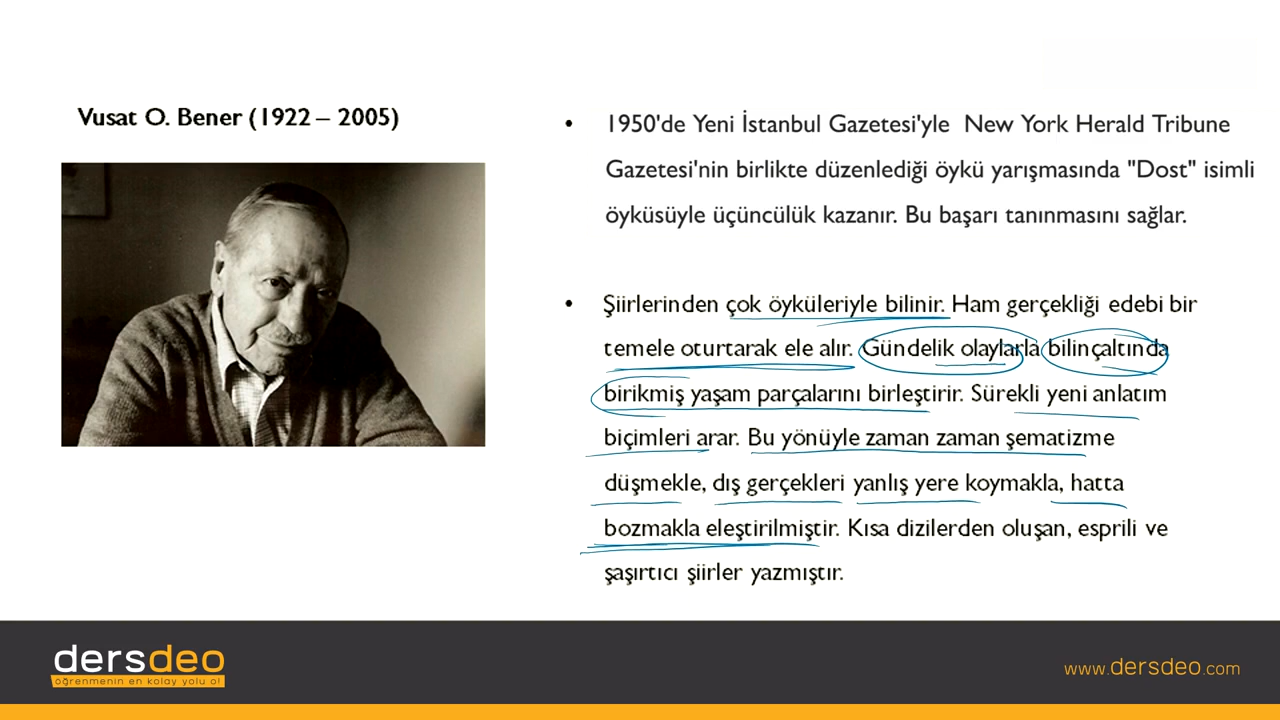 Vusat O. Bener (1922 – 2005)
• 1950'de Yeni İstanbul Gazetesi'yle New York Herald Tribune
Gazetesi'nin birlikte düzenlediği öykü yarışmasında "Dost" isimli
öyküsüyle üçüncülük kazanır. Bu başarı tanınmasını sağlar.
• Şiirlerinden çok öyküleriyle bilinir. Ham gerçekliği edebi bir
temele oturtarak ele alır. Gündelik olaylarla bilinçaltında
birikmiş yaşam parçalarını birleştirir. Sürekli yeni anlatım
biçimleri arar. Bu yönüyle zaman zaman şematizme
düşmekle, dış gerçekleri yanlış yere koymakla, hatta
bozmakla eleştirilmiştir. Kısa dizilerden oluşan, esprili ve
şaşırtıcı şiirler yazmıştır.
dersdeo
öğrenmenin en kolay yolu o!
www.dersdeo.com